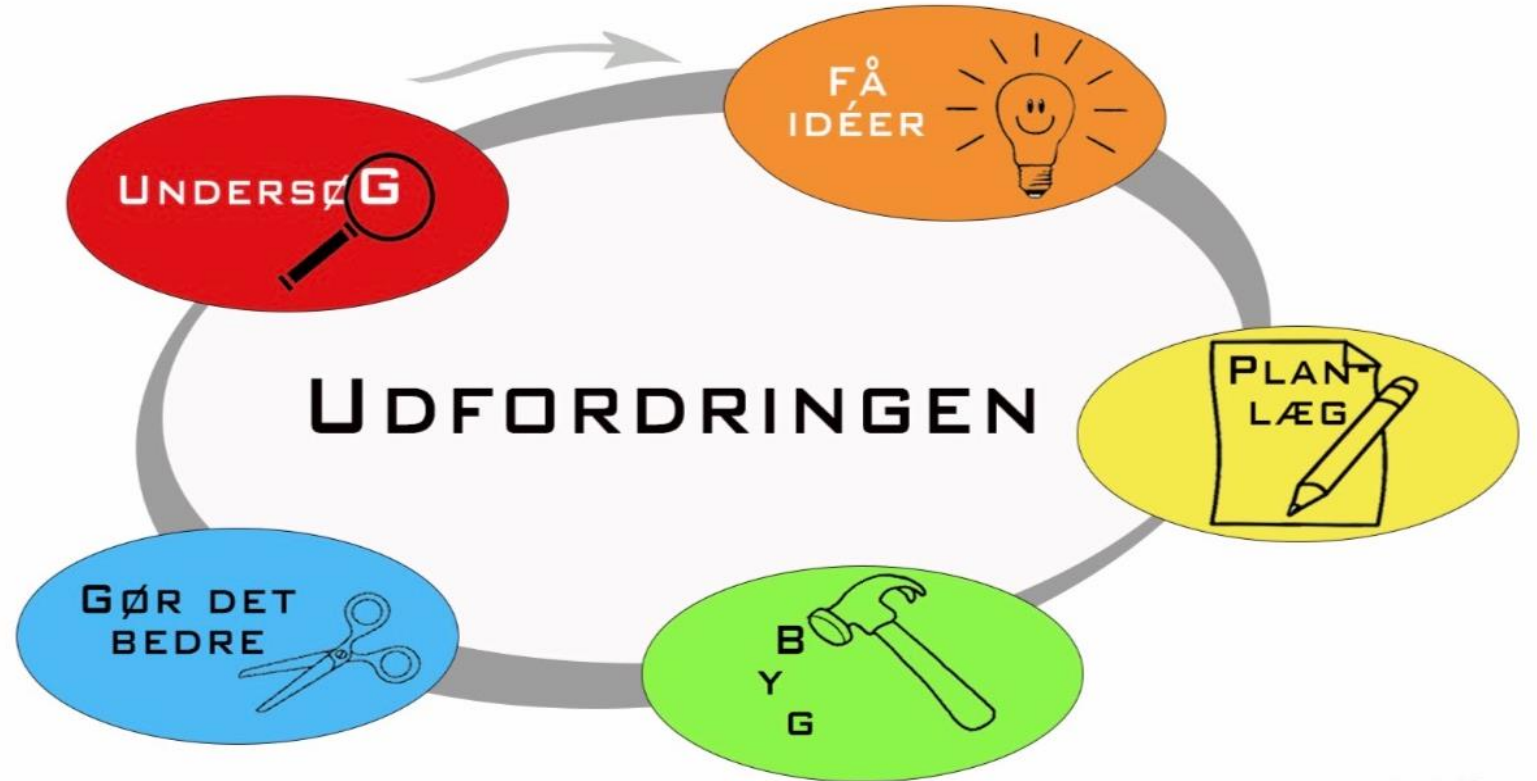 UNDERSØG
FÅ
IDÉER
PLAN-
LÆG
B
Y
G
GØR DET
BEDRE
UDFORDRINGEN